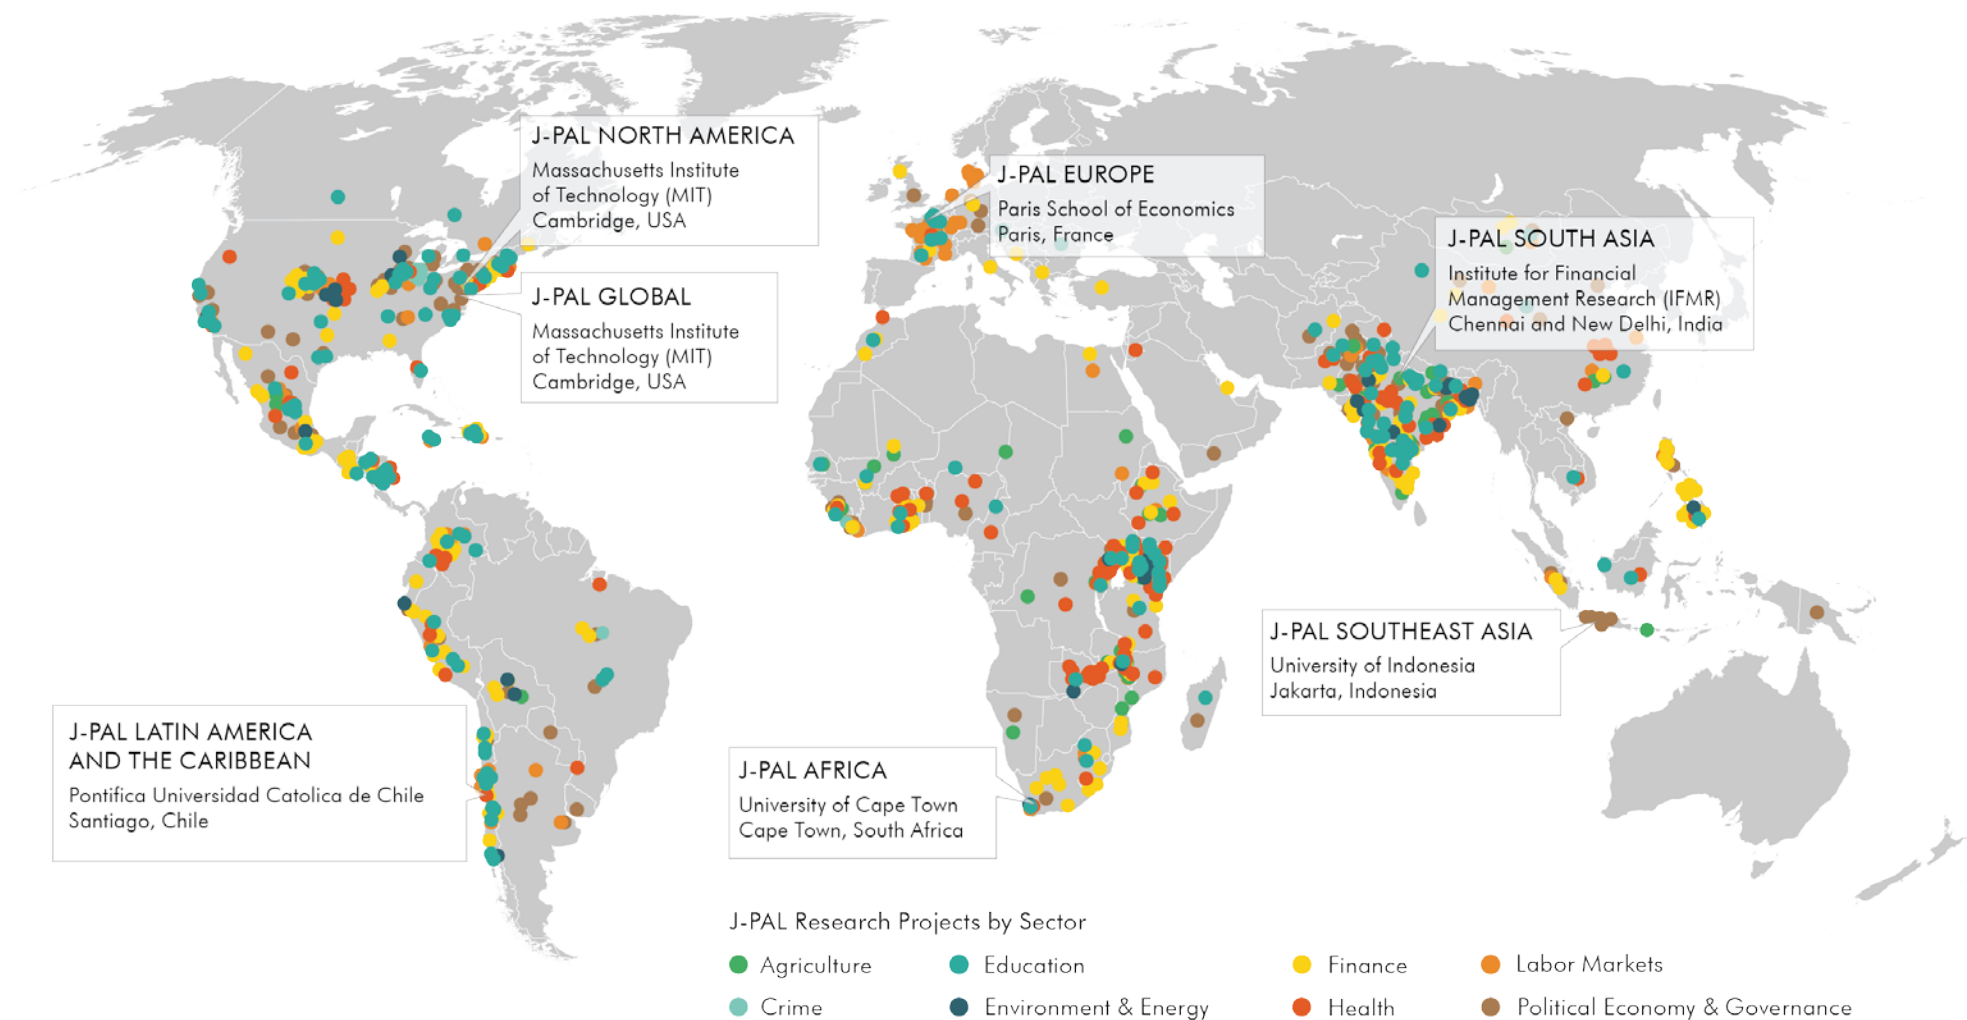 J-PAL NORTH AMERICA
Massachusetts Institute
of Technology (MIT)
Cambridge, USA
J-PAL EUROPE
Paris School of Economics
Paris, France
J-PAL SOUTH ASIA
Institute for Financial
Management Research (IFMR)
Chennai and New Delhi, India
J-PAL GLOBAL
Massachusetts Institute
of Technology (MIT)
Cambridge, USA
J-PAL SOUTHEAST ASIA
University of Indonesia
Jakarta, Indonesia
J-PAL LATIN AMERICA
AND THE CARIBBEAN
Pontifica Universidad Catolica de Chile
Santiago, Chile
J-PAL AFRICA
University of Cape Town
Cape Town, South Africa
J-PAL Research Projects by Sector
Agriculture
Education
Finance
Labor Markets
Crime
Environment & Energy
Health
Political Economy & Governance